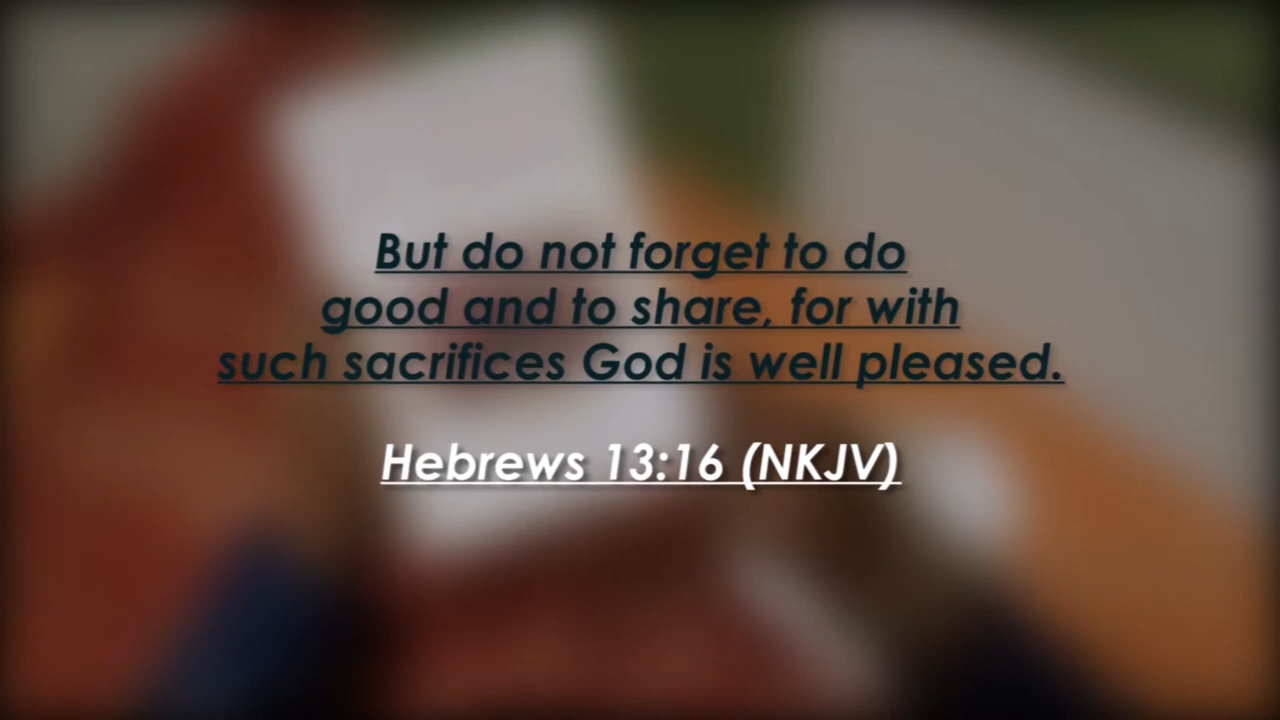 But do not forget to do
good and to share, for with
such sacrifices God is well pleased.
Hebrews 13:16 (NKJV)